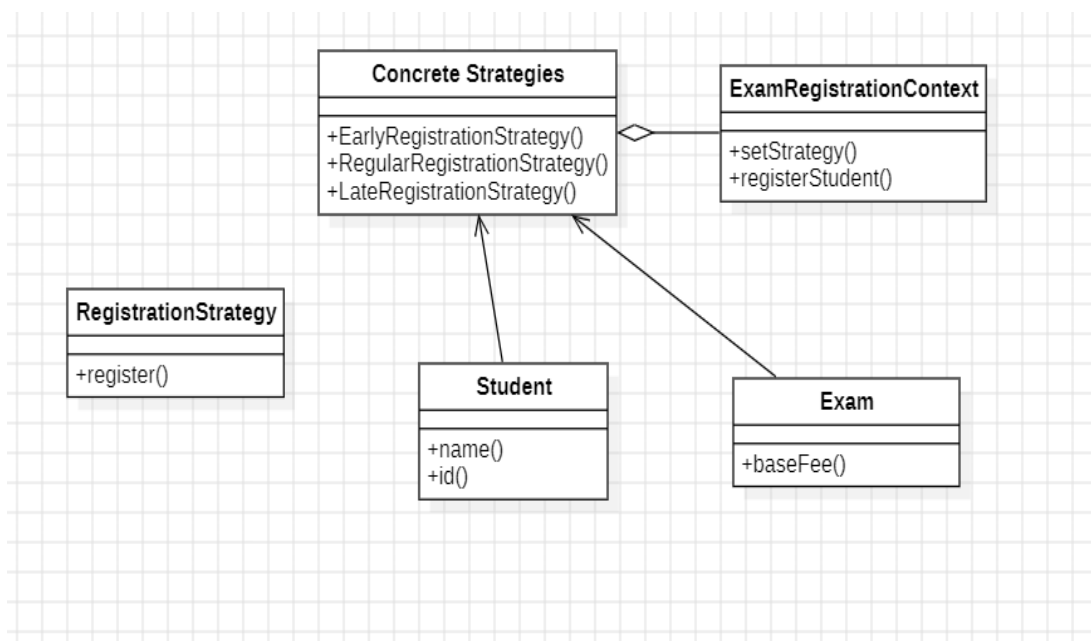 Concrete Strategies
+EarlyRegistrationStrategy()
+RegularRegistrationStrategy()
+LateRegistrationStrategy()
ExamRegistrationContext
+setStrategy()
+registerStudent()
RegistrationStrategy
+register()
Student
+name()
+id()
Exam
+baseFee()